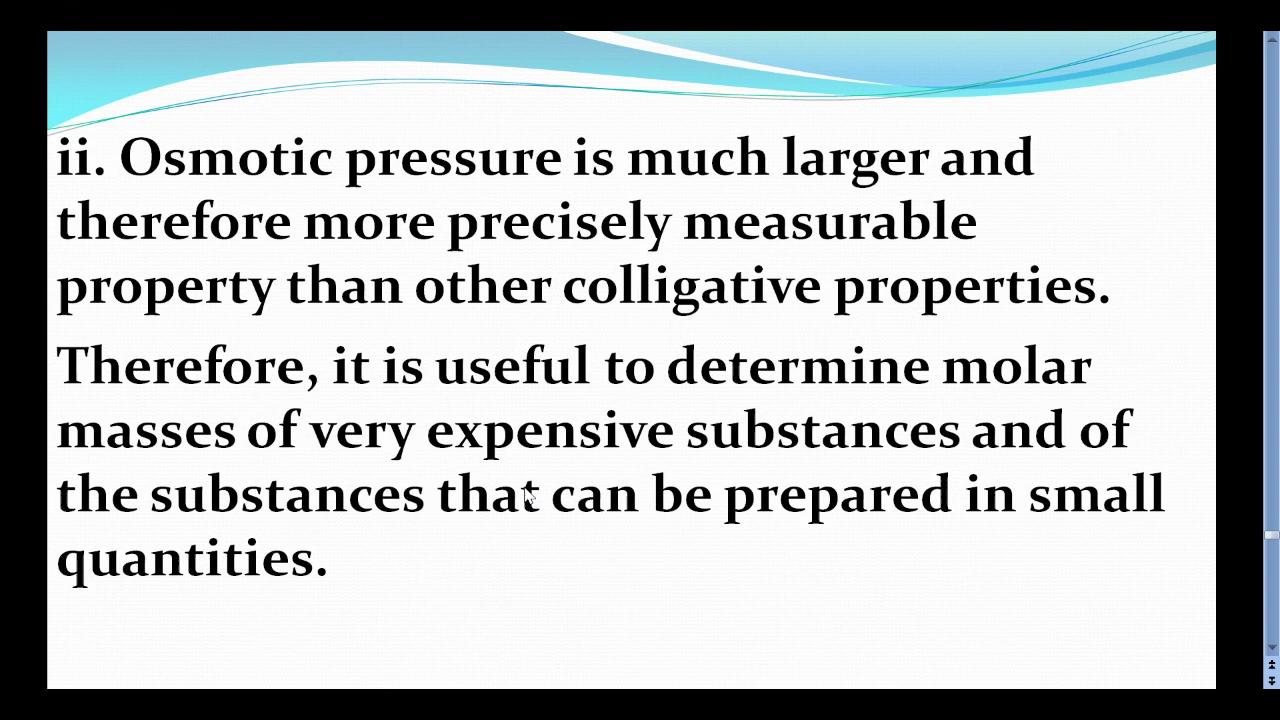 ii. Osmotic pressure is much larger and
therefore more precisely measurable
property than other colligative properties.
Therefore, it is useful to determine molar
masses of very expensive substances and of
the substances that can be prepared in small
quantities.